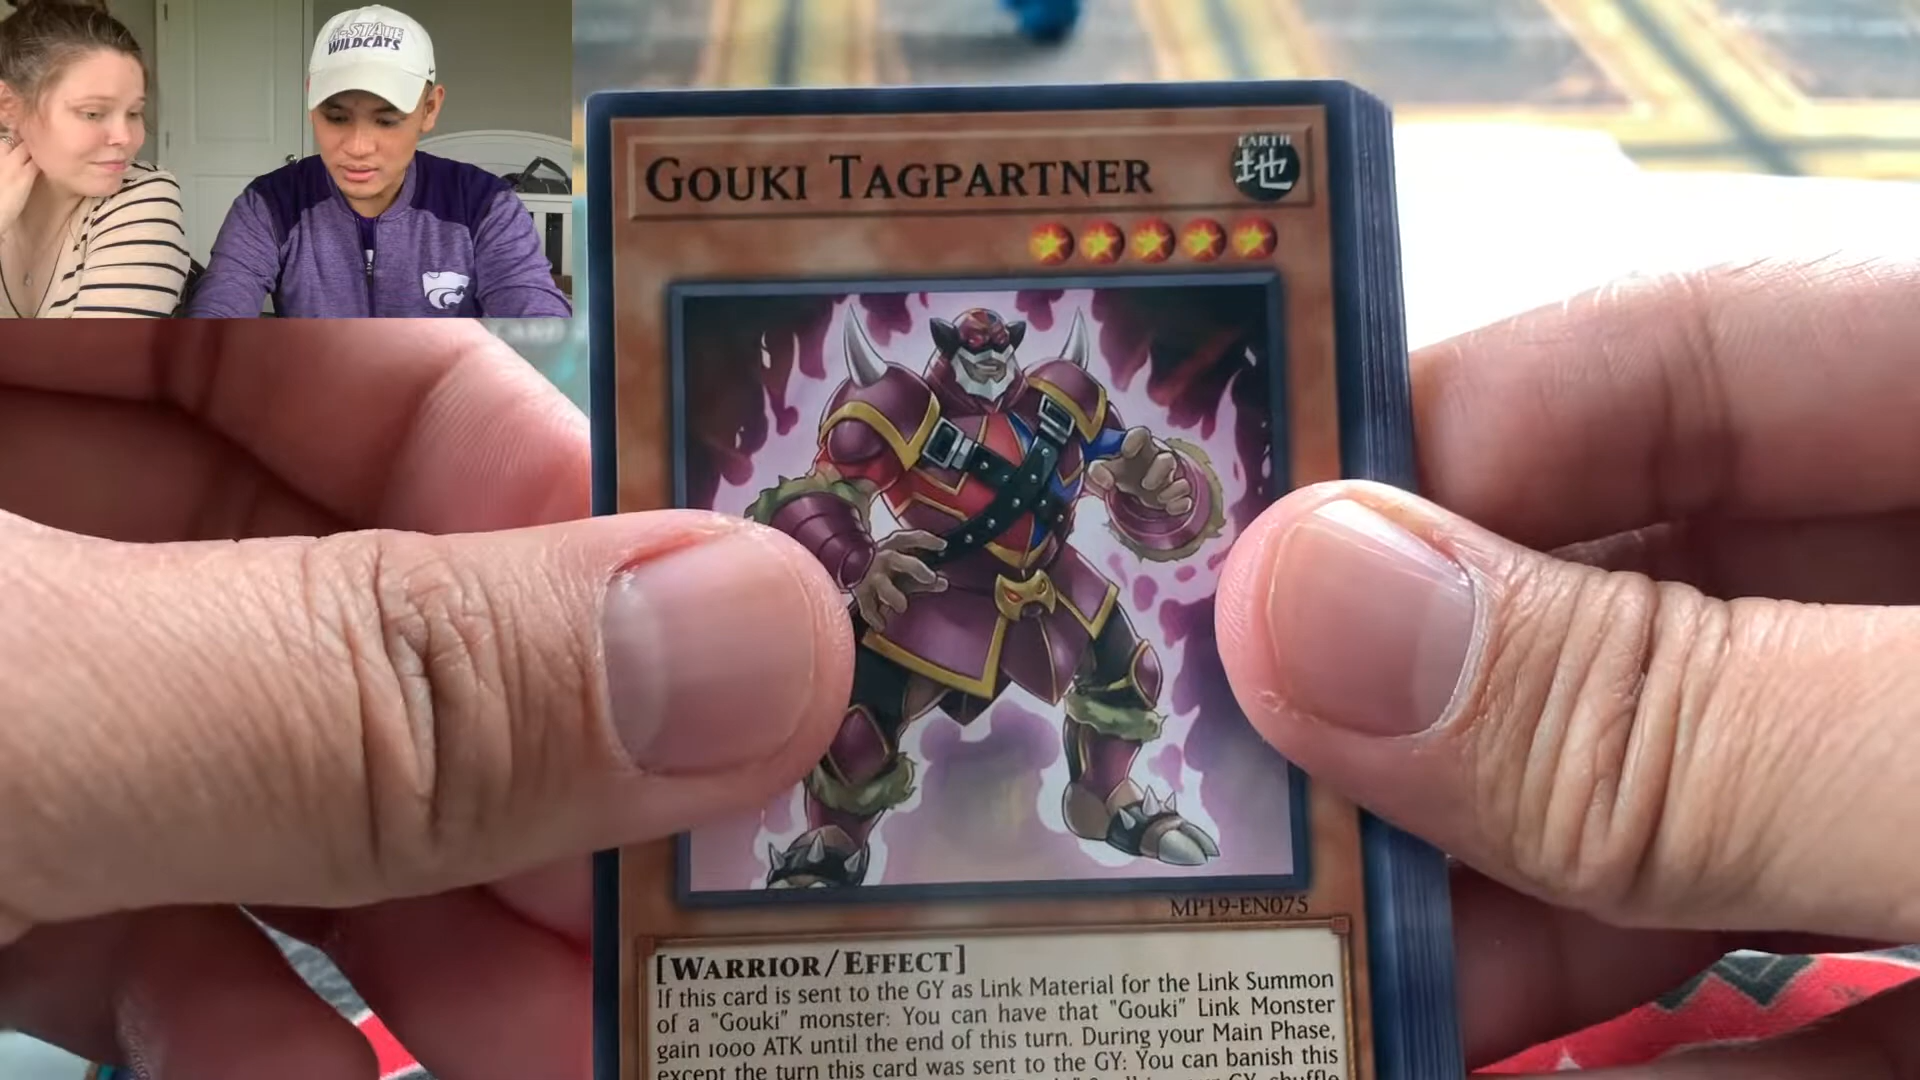 K-STATE
WILDCATS
GOUKI TAGPARTNER
EARTH
地
CARD
MP19-EN075
[WARRIOR/EFFECT]
If this card is sent to the GY as Link Material for the Link Summon
of a "Gouki" monster: You can have that "Gouki" Link Monster
gain 1000 ATK until the end of this turn. During your Main Phase,
except the turn this card was sent to the GY: You can banish this
GY, shuffle